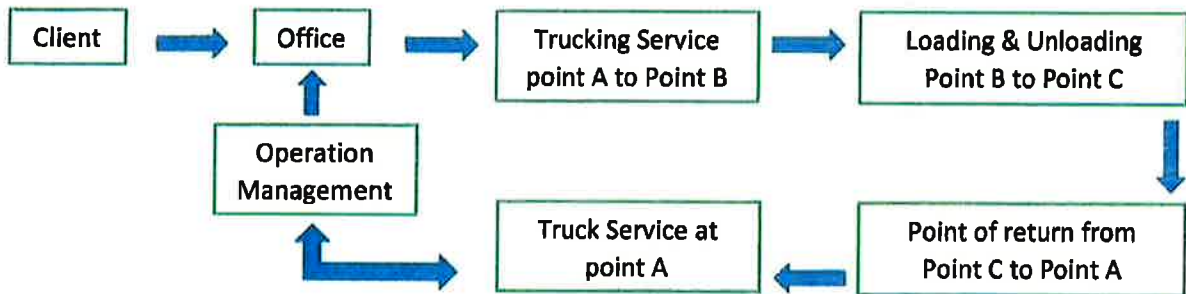 Client
Office
Trucking Service
point A to Point B
Loading & Unloading
Point B to Point C
Operation
Management
Truck Service at
point A
Point of return from
Point C to Point A